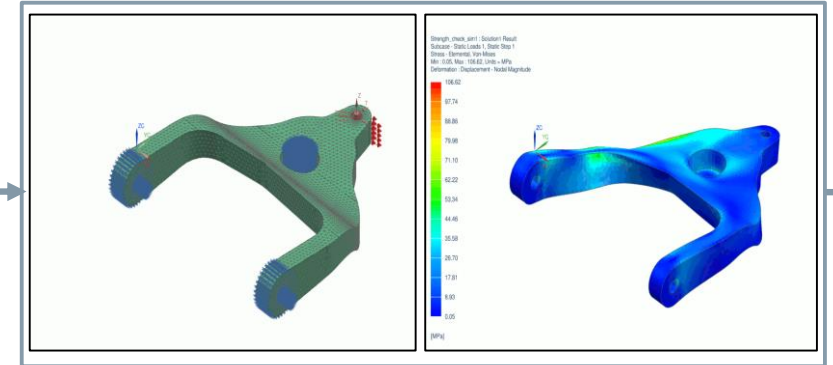 ZC
YC
Z
ZC
YC
Strength_check_sim1 : Solution1 Result
Subcase - Static Loads 1, Static Step 1
Stress - Elemental, Von-Mises
Min : 0.05, Max : 106.62, Units = MPa
Deformation : Displacement - Nodal Magnitude
106.62
97.74
88.86
79.98
71.10
62.22
53.34
44.46
35.58
26.70
17.81
8.93
0.05
[MPa]